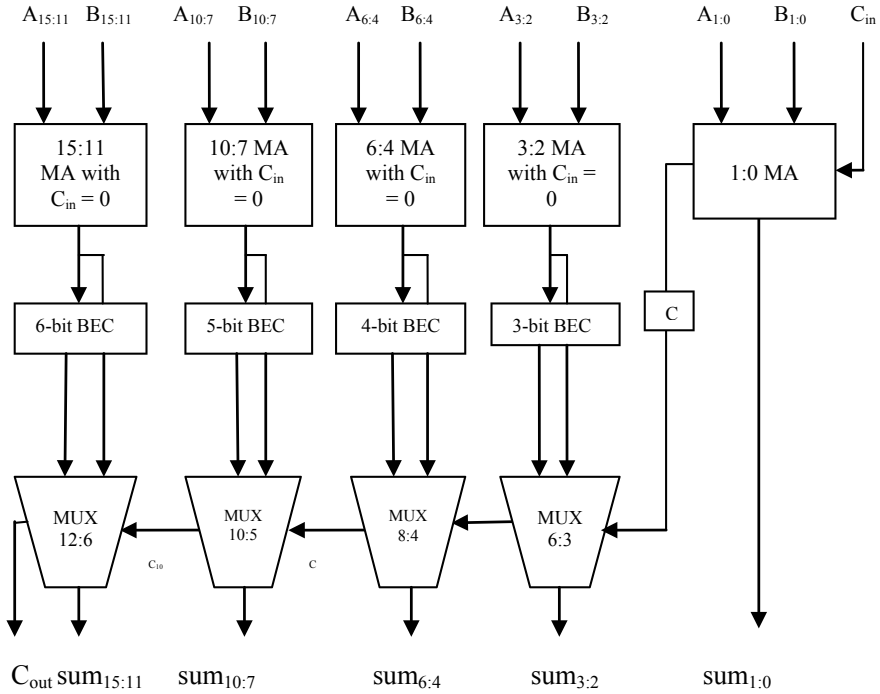 A15:11 B15:11 A10:7 B10:7 A6:4 B6:4 A3:2 B3:2 A1:0 B1:0 Cin
15:11
MA with
Cin = 0
10:7 MA
with Cin
= 0
6:4 MA
with Cin
= 0
3:2 MA
with Cin =
0
1:0 MA
C
6-bit BEC
5-bit BEC
4-bit BEC
3-bit BEC
MUX
12:6
MUX
10:5
MUX
8:4
MUX
6:3
C10
C
Cout sum15:11 sum10:7 sum6:4 sum3:2 sum1:0